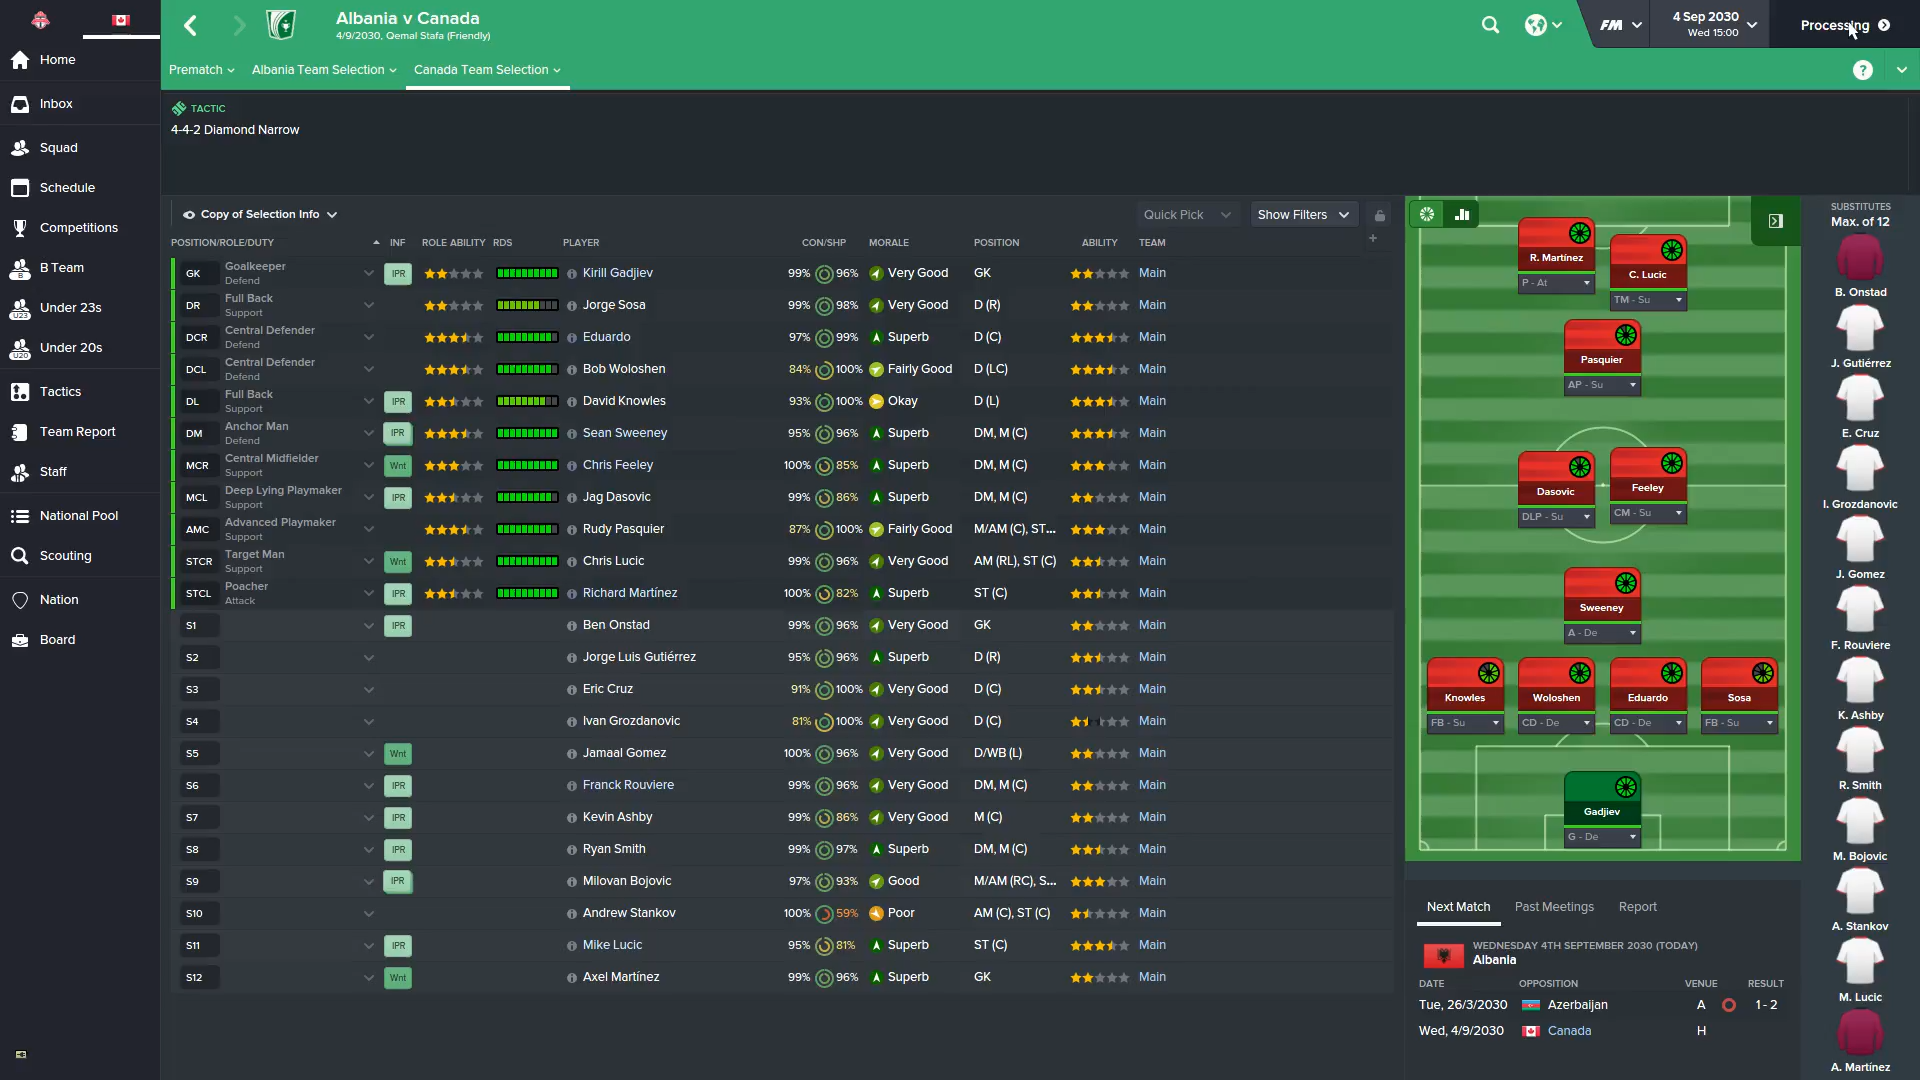 Albania v Canada
4/9/2030, Qemal Stafa (Friendly)
FM
4 Sep 2030
Wed 15:00
Processing
Home
Inbox
Squad
Schedule
Competitions
B Team
Under 23s
Under 20s
Tactics
Team Report
Staff
National Pool
Scouting
Nation
Board
Prematch
Albania Team Selection
Canada Team Selection
?
TACTIC
4-4-2 Diamond Narrow
Copy of Selection Info
Quick Pick
Show Filters
POSITION/ROLE/DUTY INF ROLE ABILITY RDS PLAYER CON/SHP MORALE POSITION ABILITY TEAM
GK Goalkeeper Defend IPR Kirill Gadjiev 99% 96% Very Good GK Main
DR Full Back Support Jorge Sosa 99% 98% Very Good D (R) Main
DCR Central Defender Defend Eduardo 97% 99% Superb D (C) Main
DCL Central Defender Defend Bob Woloshen 84% 100% Fairly Good D (LC) Main
DL Full Back Support IPR David Knowles 93% 100% Okay D (L) Main
DM Anchor Man Defend IPR Sean Sweeney 95% 96% Superb DM, M (C) Main
MCR Central Midfielder Support Wnt Chris Feeley 100% 85% Superb DM, M (C) Main
MCL Deep Lying Playmaker Support IPR Jag Dasovic 99% 86% Superb DM, M (C) Main
AMC Advanced Playmaker Support Rudy Pasquier 87% 100% Fairly Good M/AM (C), ST... Main
STCR Target Man Support Wnt Chris Lucic 99% 96% Very Good AM (RL), ST (C) Main
STCL Poacher Attack IPR Richard Martínez 100% 82% Superb ST (C) Main
S1 IPR Ben Onstad 99% 96% Very Good GK Main
S2 Jorge Luis Gutiérrez 95% 96% Superb D (R) Main
S3 Eric Cruz 91% 100% Very Good D (C) Main
S4 Ivan Grozdanovic 81% 100% Very Good D (C) Main
S5 Wnt Jamaal Gomez 100% 96% Very Good D/WB (L) Main
S6 IPR Franck Rouviere 99% 96% Very Good DM, M (C) Main
S7 IPR Kevin Ashby 99% 86% Very Good M (C) Main
S8 IPR Ryan Smith 99% 97% Superb DM, M (C) Main
S9 IPR Milovan Bojovic 97% 93% Good M/AM (RC), S... Main
S10 Andrew Stankov 100% 59% Poor AM (C), ST (C) Main
S11 IPR Mike Lucic 95% 81% Superb ST (C) Main
S12 Wnt Axel Martínez 99% 96% Superb GK Main
R. Martínez
P - At
C. Lucic
TM - Su
Pasquier
AP - Su
Dasovic
DLP - Su
Feeley
CM - Su
Sweeney
A - De
Knowles
FB - Su
Woloshen
CD - De
Eduardo
CD - De
Sosa
FB - Su
Gadjiev
G - De
SUBSTITUTES
Max. of 12
B. Onstad
J. Gutiérrez
E. Cruz
I. Grozdanovic
J. Gomez
F. Rouviere
K. Ashby
R. Smith
M. Bojovic
A. Stankov
M. Lucic
A. Martínez
Next Match Past Meetings Report
WEDNESDAY 4TH SEPTEMBER 2030 (TODAY)
Albania
DATE OPPOSITION VENUE RESULT
Tue, 26/3/2030 Azerbaijan A 1 - 2
Wed, 4/9/2030 Canada H